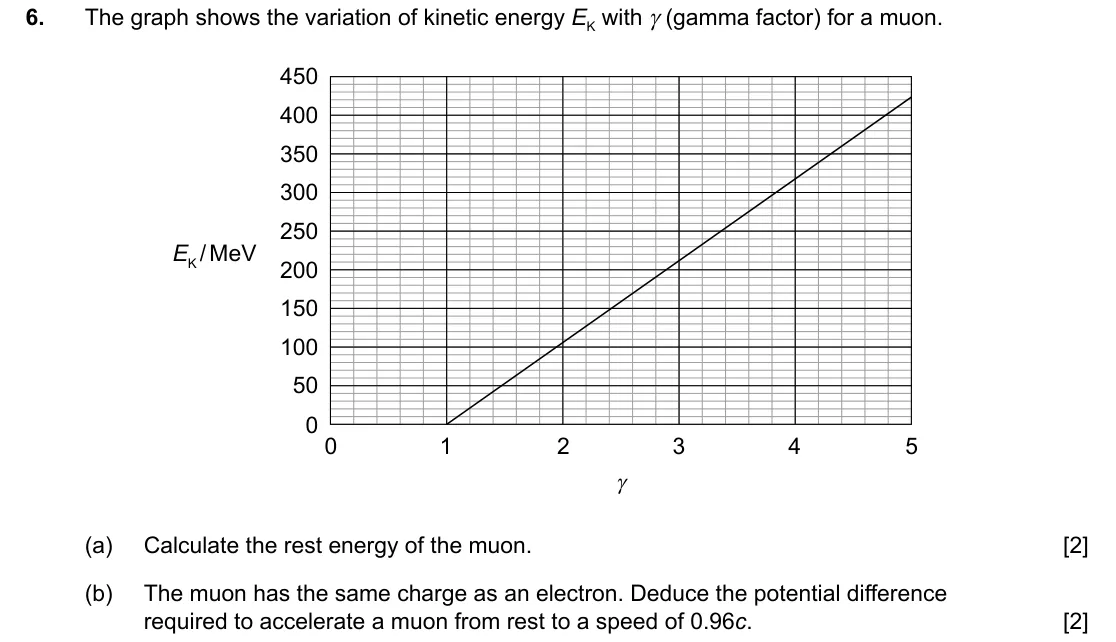 6. The graph shows the variation of kinetic energy E_K with γ (gamma factor) for a muon.
450
400
350
300
250
E_K / MeV
200
150
100
50
0
0 1 2 3 4 5
γ
(a) Calculate the rest energy of the muon. [2]
(b) The muon has the same charge as an electron. Deduce the potential difference
required to accelerate a muon from rest to a speed of 0.96c. [2]